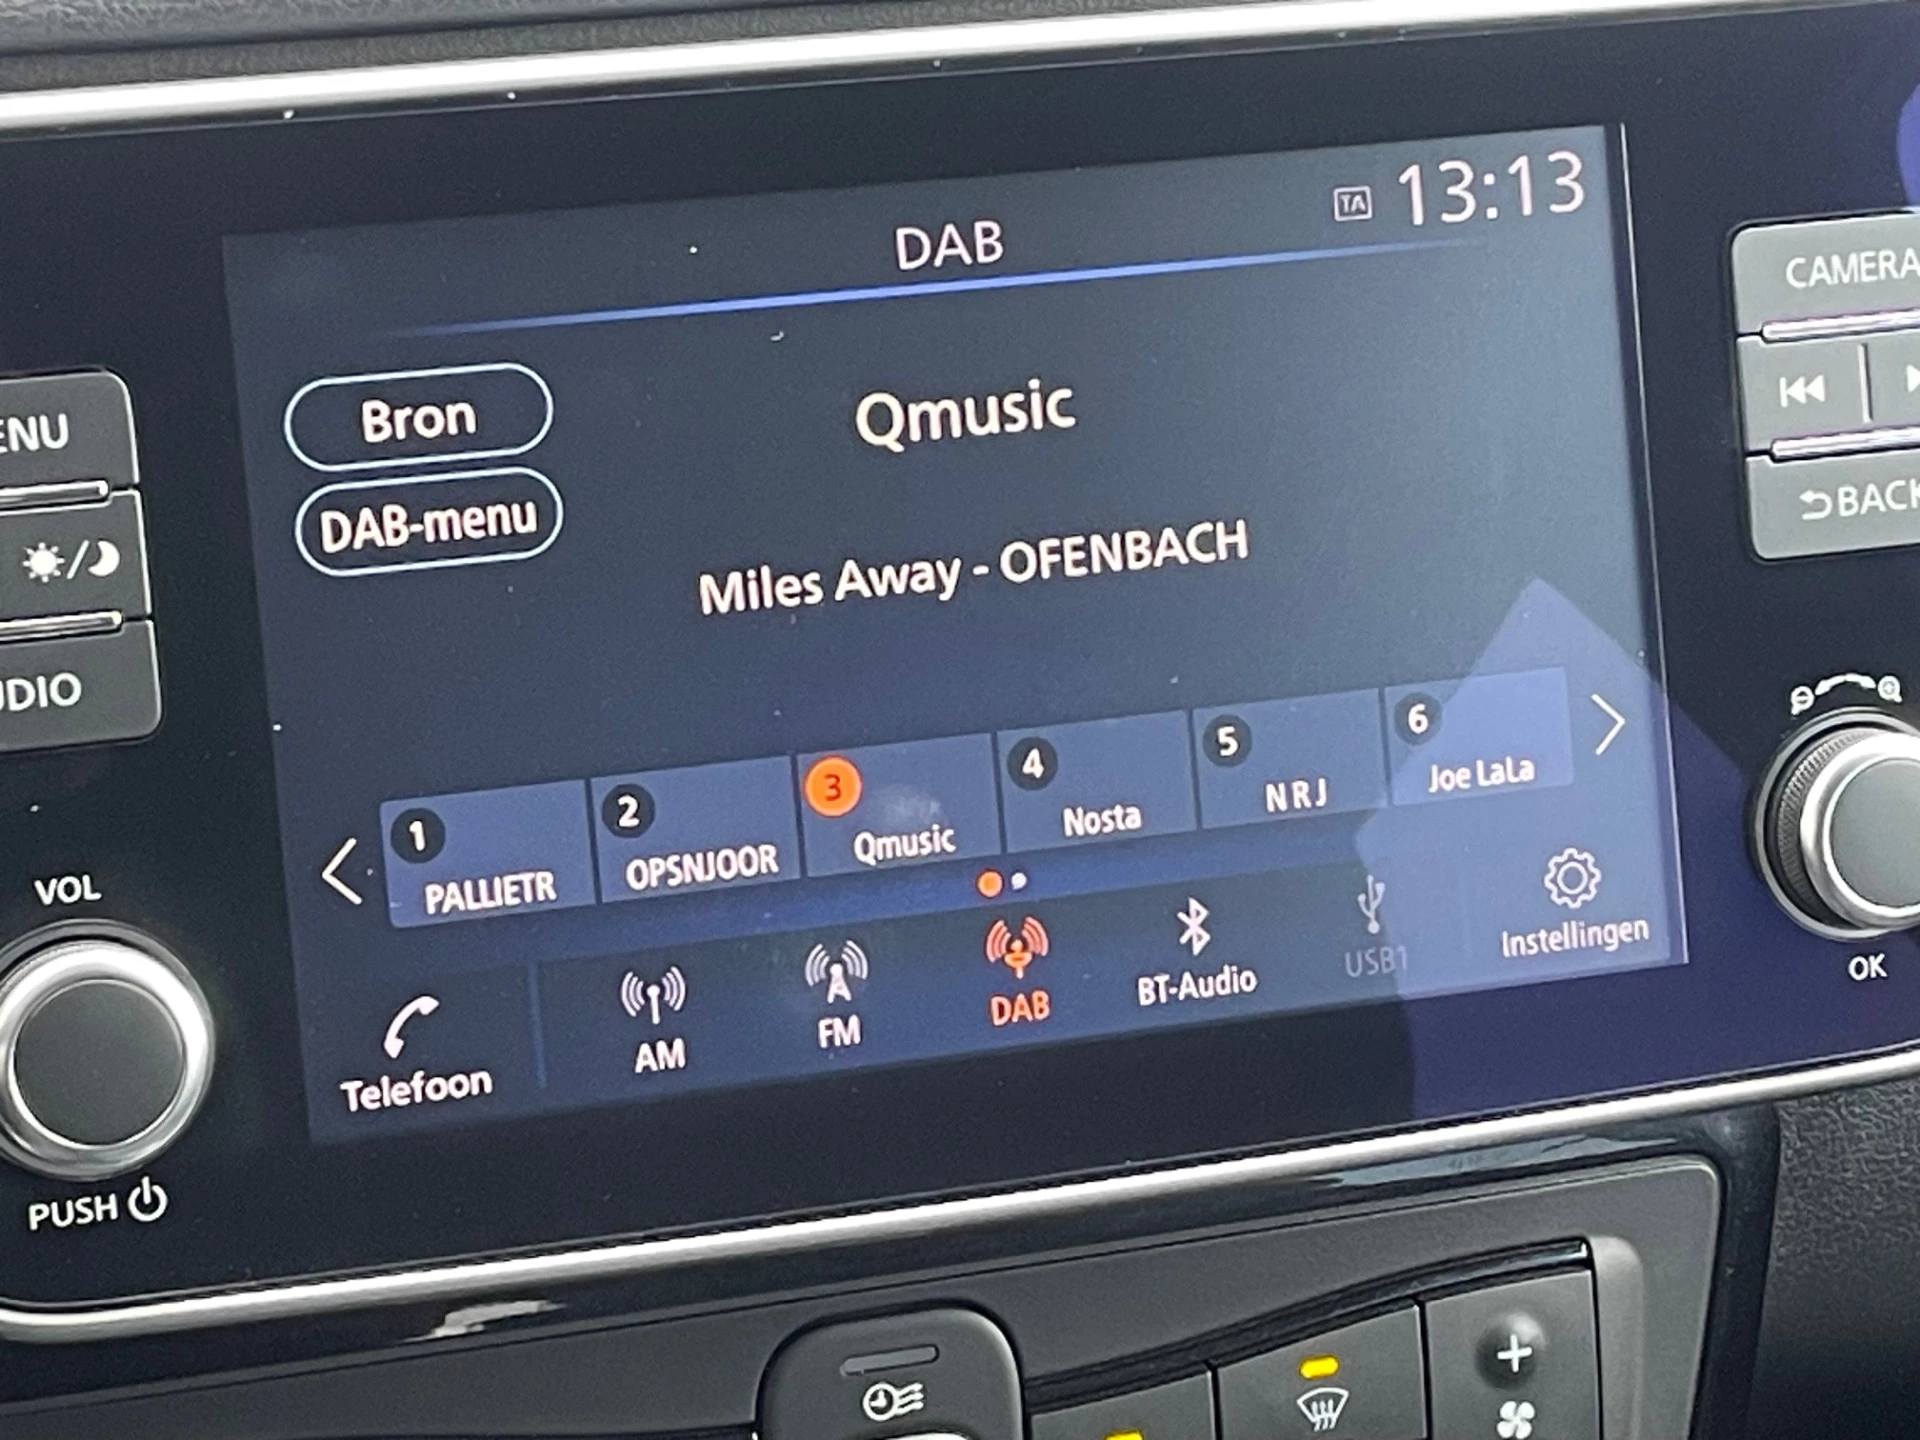 TA 13:13
DAB
CAMERA
Bron
Qmusic
DAB-menu
Miles Away - OFENBACH
BACK
1 PALLIETR
2 OPSNJOOR
3 Qmusic
4 Nosta
5 NRJ
6 Joe LaLa
VOL
PUSH
Telefoon
AM
FM
DAB
BT-Audio
USB1
Instellingen
OK